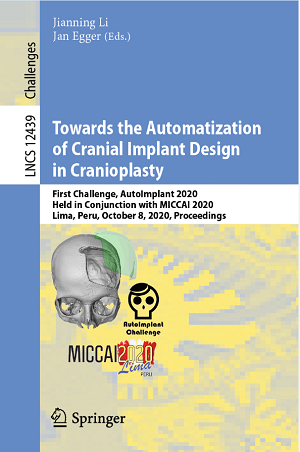 Jianning Li
Jan Egger (Eds.)
LNCS 12439
Challenges
Towards the Automatization
of Cranial Implant Design
in Cranioplasty
First Challenge, AutoImplant 2020
Held in Conjunction with MICCAI 2020
Lima, Peru, October 8, 2020, Proceedings
AutoImplant
Challenge
MICCAI 2020
Lima
PERU
Springer